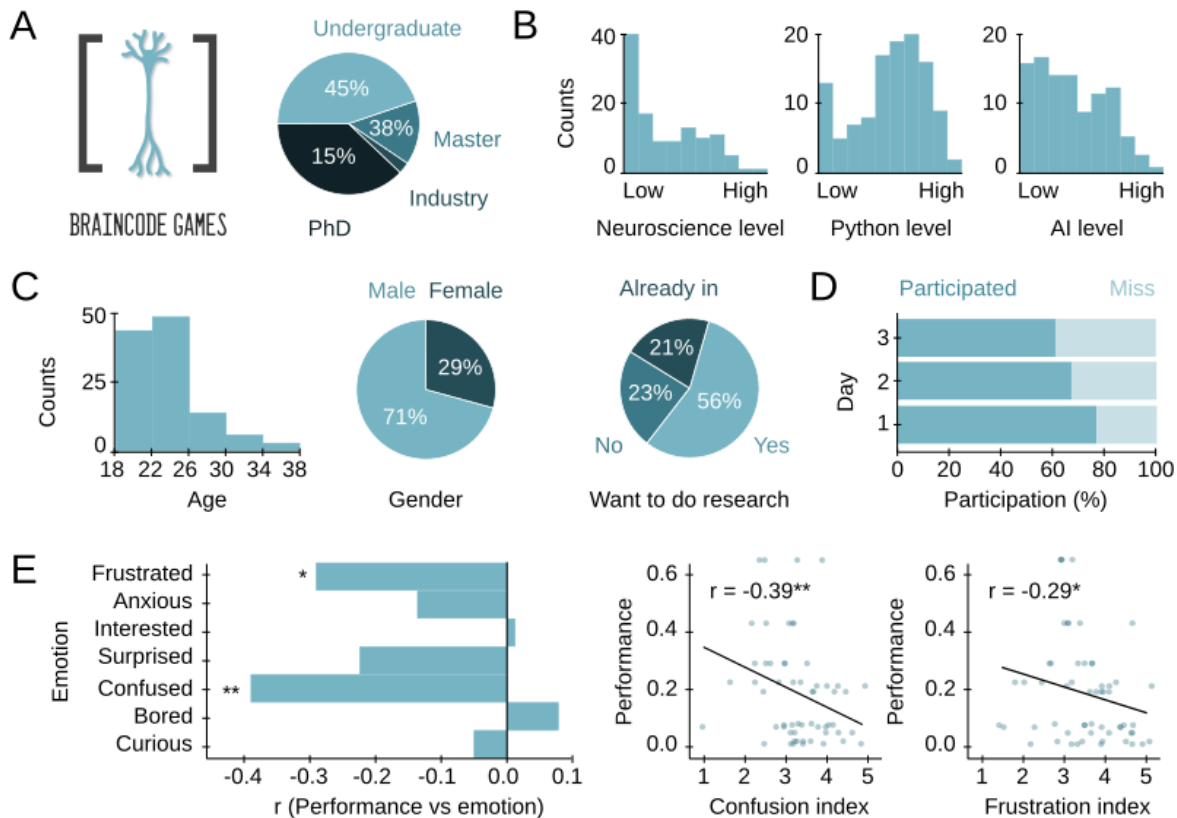 A
BRAINCODE GAMES
Undergraduate
45%
38%
15%
Master
Industry
PhD
B
Counts
40
20
0
Low High
Neuroscience level
20
10
0
Low High
Python level
20
10
0
Low High
AI level
C
Counts
50
25
0
18 22 26 30 34 38
Age
Male Female
29%
71%
Gender
Already in
21%
23%
56%
No
Yes
Want to do research
D
Participated Miss
Day
3
2
1
0 20 40 60 80 100
Participation (%)
E
Emotion
Frustrated
*
Anxious
Interested
Surprised
Confused
**
Bored
Curious
-0.4 -0.3 -0.2 -0.1 0.0 0.1
r (Performance vs emotion)
Performance
0.6
0.4
0.2
0.0
r = -0.39**
1 2 3 4 5
Confusion index
Performance
0.6
0.4
0.2
0.0
r = -0.29*
1 2 3 4 5
Frustration index